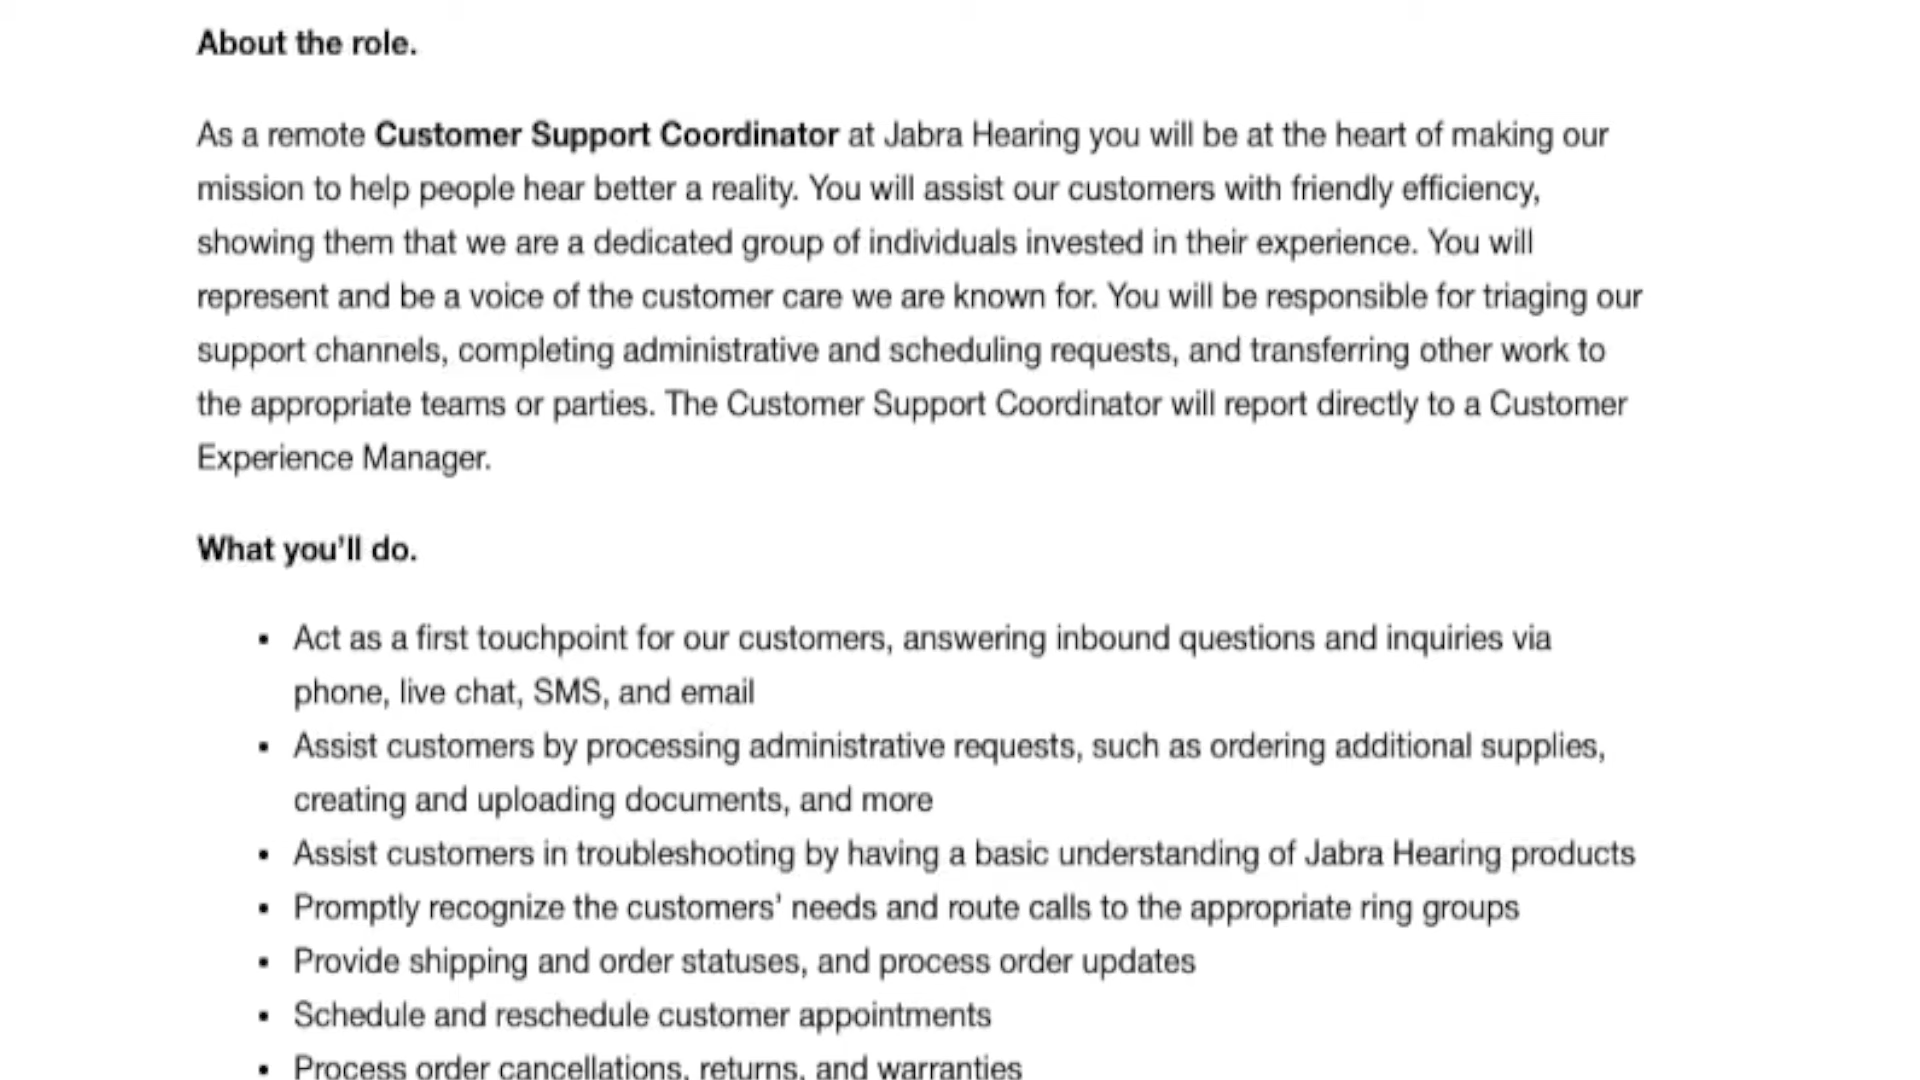 About the role.
As a remote Customer Support Coordinator at Jabra Hearing you will be at the heart of making our
mission to help people hear better a reality. You will assist our customers with friendly efficiency,
showing them that we are a dedicated group of individuals invested in their experience. You will
represent and be a voice of the customer care we are known for. You will be responsible for triaging our
support channels, completing administrative and scheduling requests, and transferring other work to
the appropriate teams or parties. The Customer Support Coordinator will report directly to a Customer
Experience Manager.
What you'll do.
▪ Act as a first touchpoint for our customers, answering inbound questions and inquiries via
phone, live chat, SMS, and email
▪ Assist customers by processing administrative requests, such as ordering additional supplies,
creating and uploading documents, and more
▪ Assist customers in troubleshooting by having a basic understanding of Jabra Hearing products
▪ Promptly recognize the customers' needs and route calls to the appropriate ring groups
▪ Provide shipping and order statuses, and process order updates
▪ Schedule and reschedule customer appointments
▪ Process order cancellations, returns, and warranties